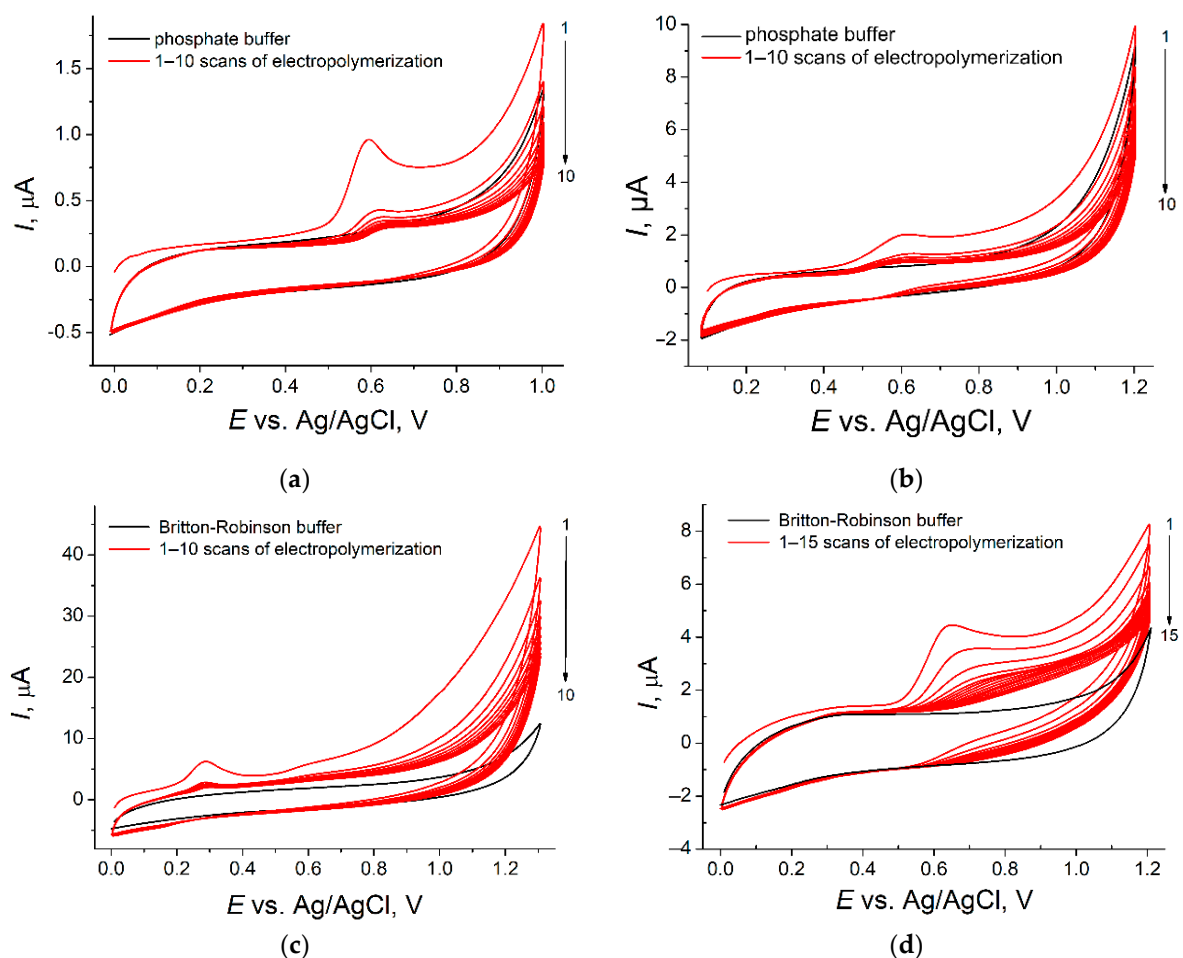 phosphate buffer
1–10 scans of electropolymerization
1
10
1.5
1.0
0.5
0.0
-0.5
I, µA
0.0 0.2 0.4 0.6 0.8 1.0
E vs. Ag/AgCl, V
(a)
phosphate buffer
1–10 scans of electropolymerization
1
10
10
8
6
4
2
0
−2
I, µA
0.2 0.4 0.6 0.8 1.0 1.2
E vs. Ag/AgCl, V
(b)
Britton-Robinson buffer
1–10 scans of electropolymerization
1
10
40
30
20
10
0
I, µA
0.0 0.2 0.4 0.6 0.8 1.0 1.2
E vs. Ag/AgCl, V
(c)
Britton-Robinson buffer
1–15 scans of electropolymerization
1
15
8
6
4
2
0
−2
−4
I, µA
0.0 0.2 0.4 0.6 0.8 1.0 1.2
E vs. Ag/AgCl, V
(d)